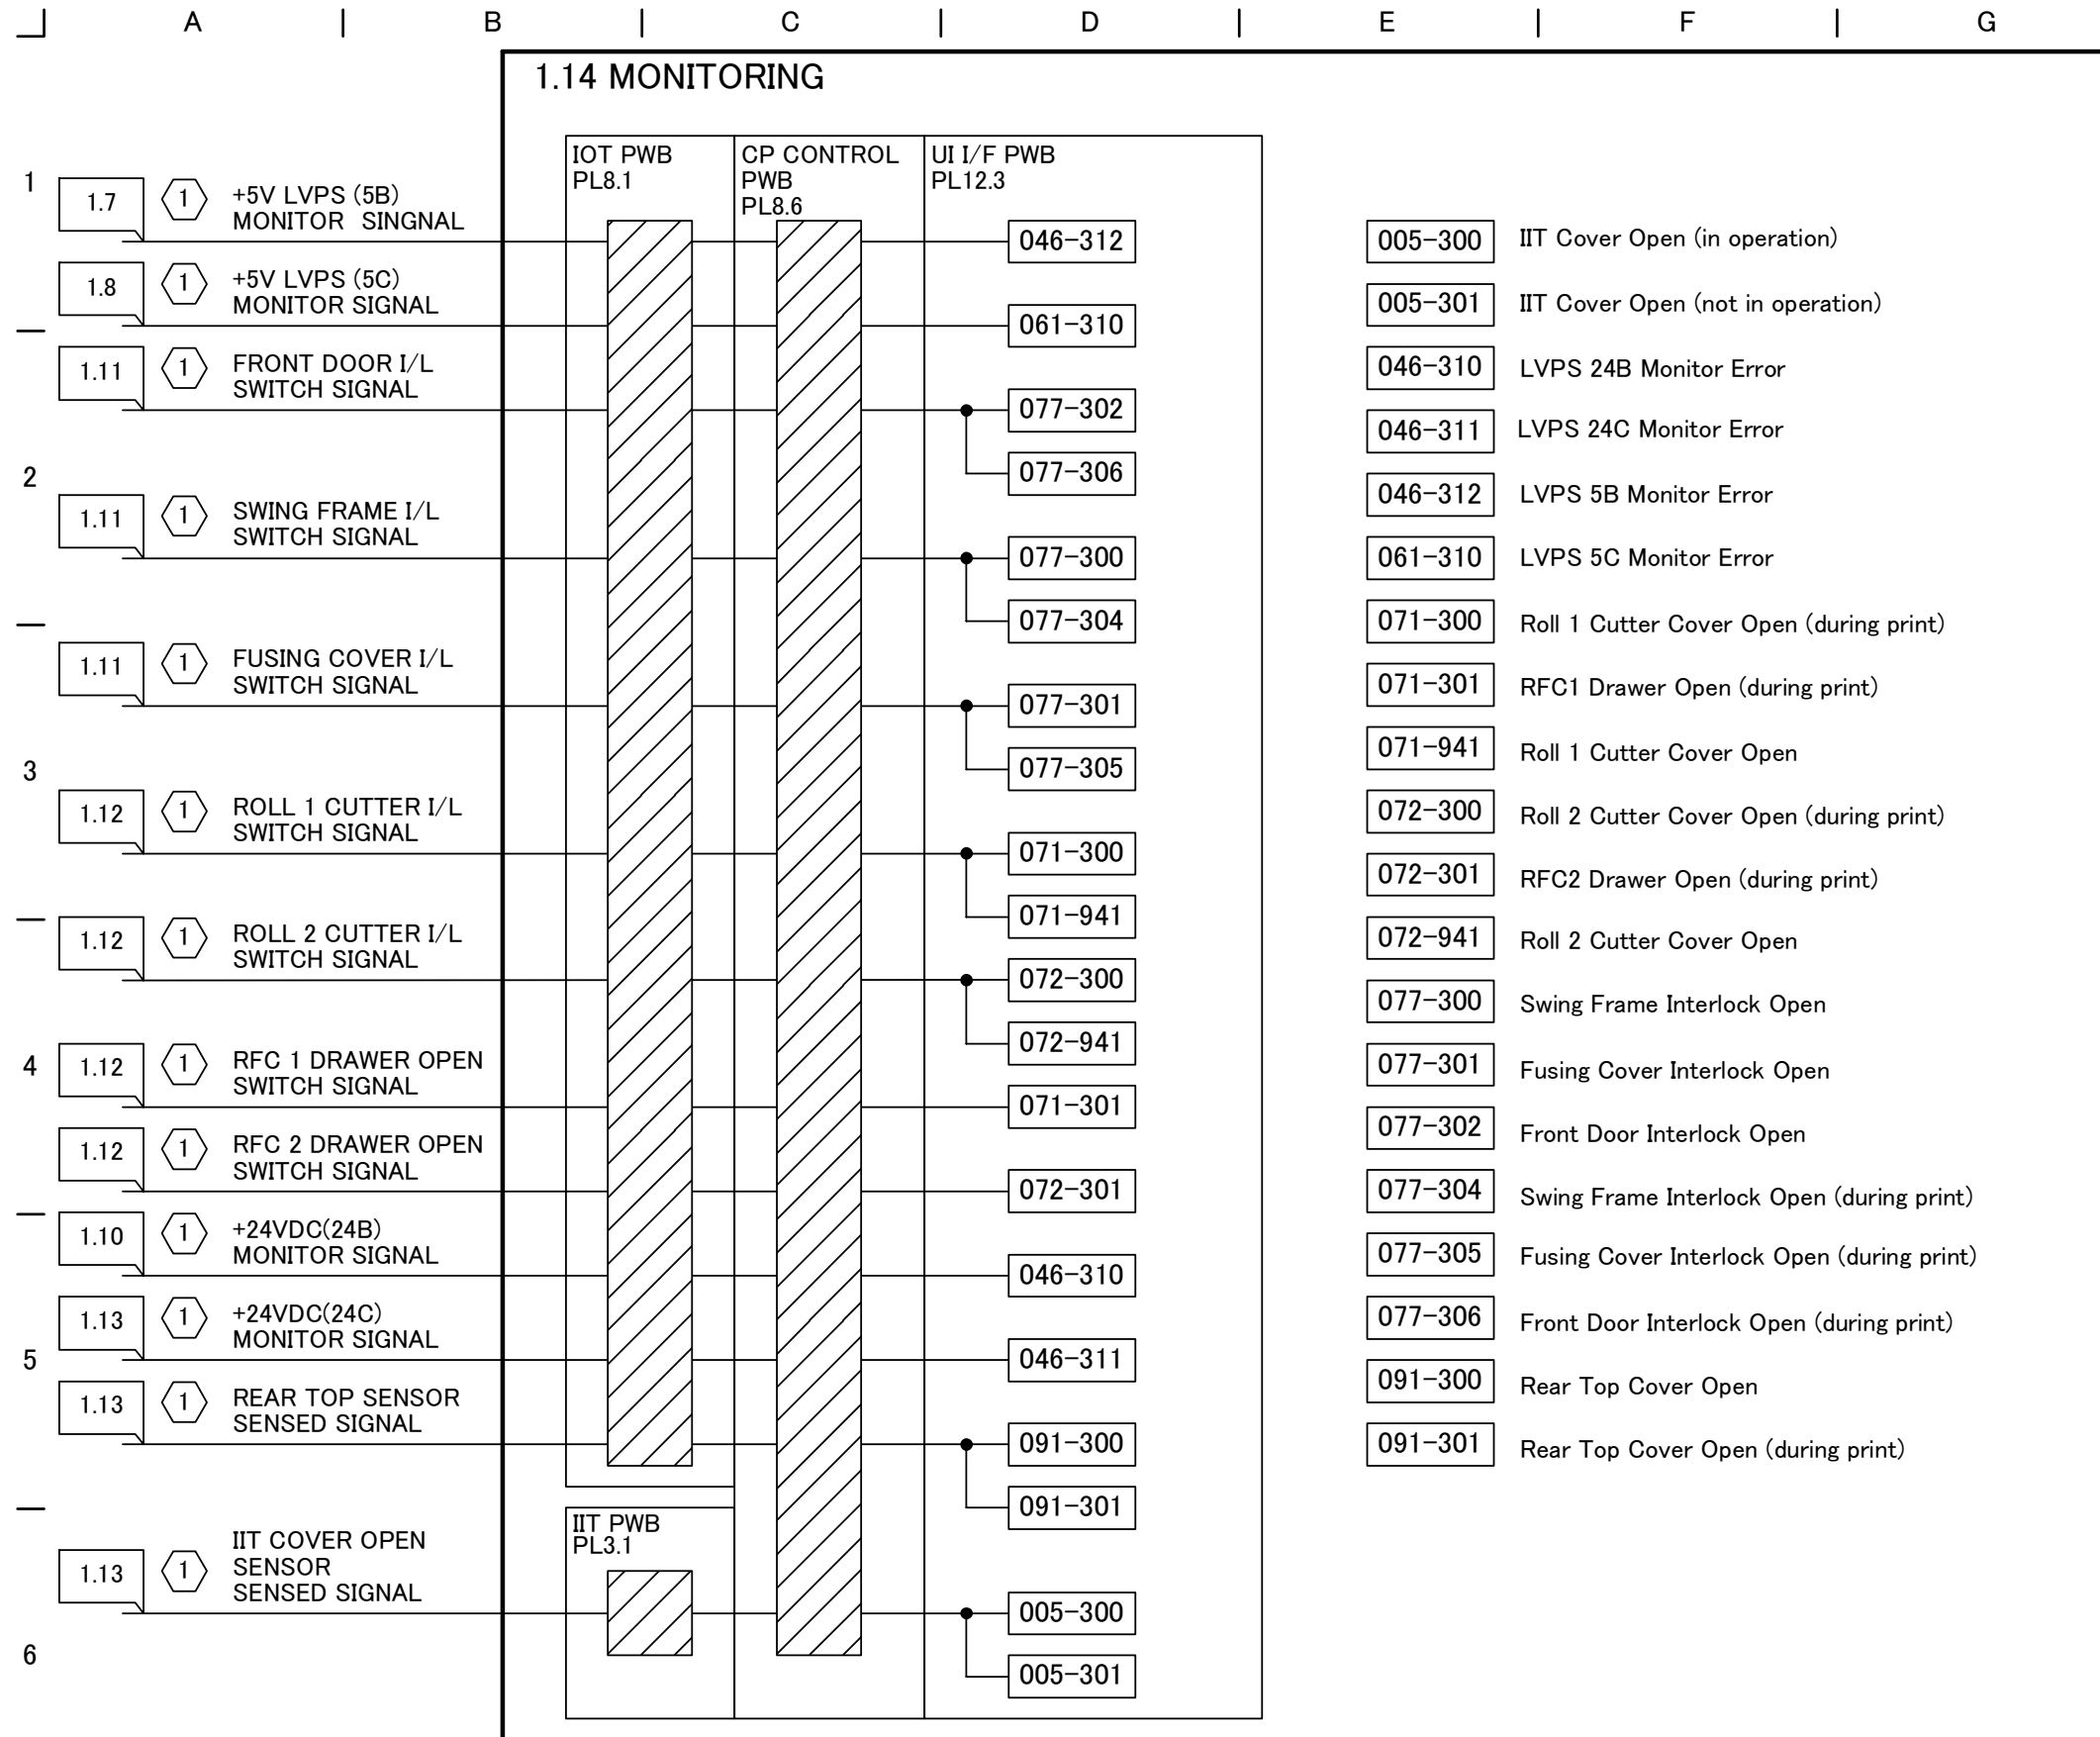 A B C D E F G
1.14 MONITORING
IOT PWB
PL8.1
CP CONTROL
PWB
PL8.6
UI I/F PWB
PL12.3
1
1.7 1 +5V LVPS (5B)
MONITOR SINGNAL
046-312
1.8 1 +5V LVPS (5C)
MONITOR SIGNAL
061-310
1.11 1 FRONT DOOR I/L
SWITCH SIGNAL
077-302
077-306
2
1.11 1 SWING FRAME I/L
SWITCH SIGNAL
077-300
077-304
1.11 1 FUSING COVER I/L
SWITCH SIGNAL
077-301
077-305
3
1.12 1 ROLL 1 CUTTER I/L
SWITCH SIGNAL
071-300
071-941
1.12 1 ROLL 2 CUTTER I/L
SWITCH SIGNAL
072-300
072-941
4
1.12 1 RFC 1 DRAWER OPEN
SWITCH SIGNAL
071-301
1.12 1 RFC 2 DRAWER OPEN
SWITCH SIGNAL
072-301
1.10 1 +24VDC(24B)
MONITOR SIGNAL
046-310
1.13 1 +24VDC(24C)
MONITOR SIGNAL
046-311
5
1.13 1 REAR TOP SENSOR
SENSED SIGNAL
091-300
091-301
IIT PWB
PL3.1
1.13 1 IIT COVER OPEN
SENSOR
SENSED SIGNAL
005-300
005-301
6
005-300 IIT Cover Open (in operation)
005-301 IIT Cover Open (not in operation)
046-310 LVPS 24B Monitor Error
046-311 LVPS 24C Monitor Error
046-312 LVPS 5B Monitor Error
061-310 LVPS 5C Monitor Error
071-300 Roll 1 Cutter Cover Open (during print)
071-301 RFC1 Drawer Open (during print)
071-941 Roll 1 Cutter Cover Open
072-300 Roll 2 Cutter Cover Open (during print)
072-301 RFC2 Drawer Open (during print)
072-941 Roll 2 Cutter Cover Open
077-300 Swing Frame Interlock Open
077-301 Fusing Cover Interlock Open
077-302 Front Door Interlock Open
077-304 Swing Frame Interlock Open (during print)
077-305 Fusing Cover Interlock Open (during print)
077-306 Front Door Interlock Open (during print)
091-300 Rear Top Cover Open
091-301 Rear Top Cover Open (during print)